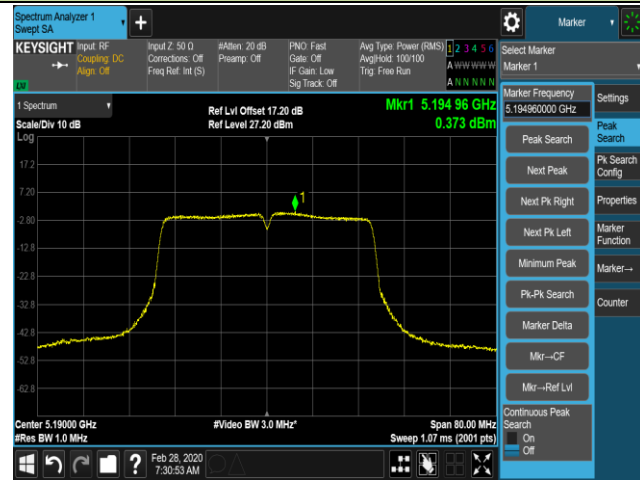 Spectrum Analyzer 1
Swept SA
Marker
KEYSIGHT
Input: RF
Coupling: DC
Align: Off
Input Z: 50 Ω
Corrections: Off
Freq Ref: Int (S)
#Atten: 20 dB
Preamp: Off
PNO: Fast
Gate: Off
IF Gain: Low
Sig Track: Off
Avg Type: Power (RMS)
Avg|Hold: 100/100
Trig: Free Run
1 2 3 4 5 6
A W W W W W
A N N N N N
Select Marker
Marker 1
LXI
1 Spectrum
Scale/Div 10 dB
Log
Ref Lvl Offset 17.20 dB
Ref Level 27.20 dBm
Mkr1 5.194 96 GHz
0.373 dBm
17.2
7.20
-2.80
-12.8
-22.8
-32.8
-42.8
-52.8
-62.8
1
Center 5.19000 GHz
#Res BW 1.0 MHz
#Video BW 3.0 MHz*
Span 80.00 MHz
Sweep 1.07 ms (2001 pts)
Marker Frequency
5.194960000 GHz
Peak Search
Next Peak
Next Pk Right
Next Pk Left
Minimum Peak
Pk-Pk Search
Marker Delta
Mkr→CF
Mkr→Ref Lvl
Continuous Peak
Search
On
Off
Settings
Peak
Search
Pk Search
Config
Properties
Marker
Function
Marker→
Counter
Feb 28, 2020
7:30:53 AM